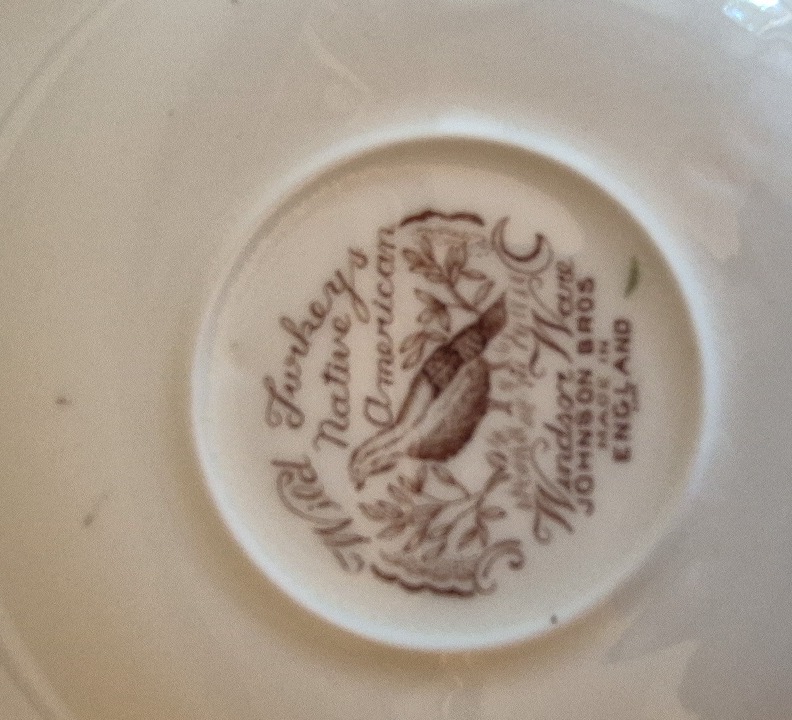 Wild Turkeys
Native
American
Windsor Ware
JOHNSON BROS
MADE IN
ENGLAND